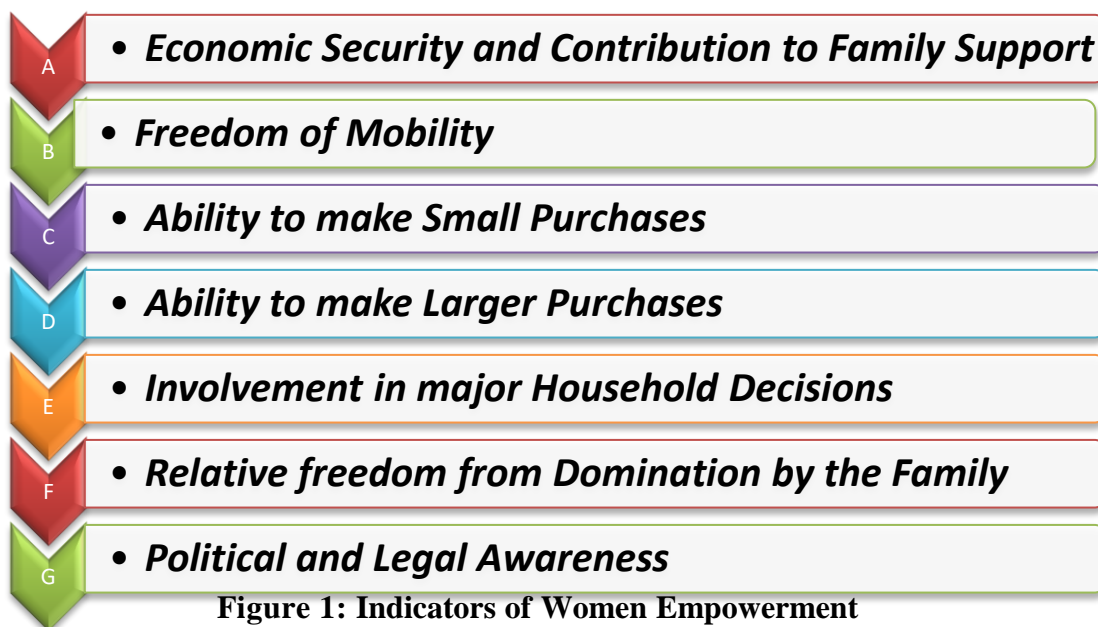 A
• Economic Security and Contribution to Family Support
B
• Freedom of Mobility
C
• Ability to make Small Purchases
D
• Ability to make Larger Purchases
E
• Involvement in major Household Decisions
F
• Relative freedom from Domination by the Family
G
• Political and Legal Awareness
Figure 1: Indicators of Women Empowerment